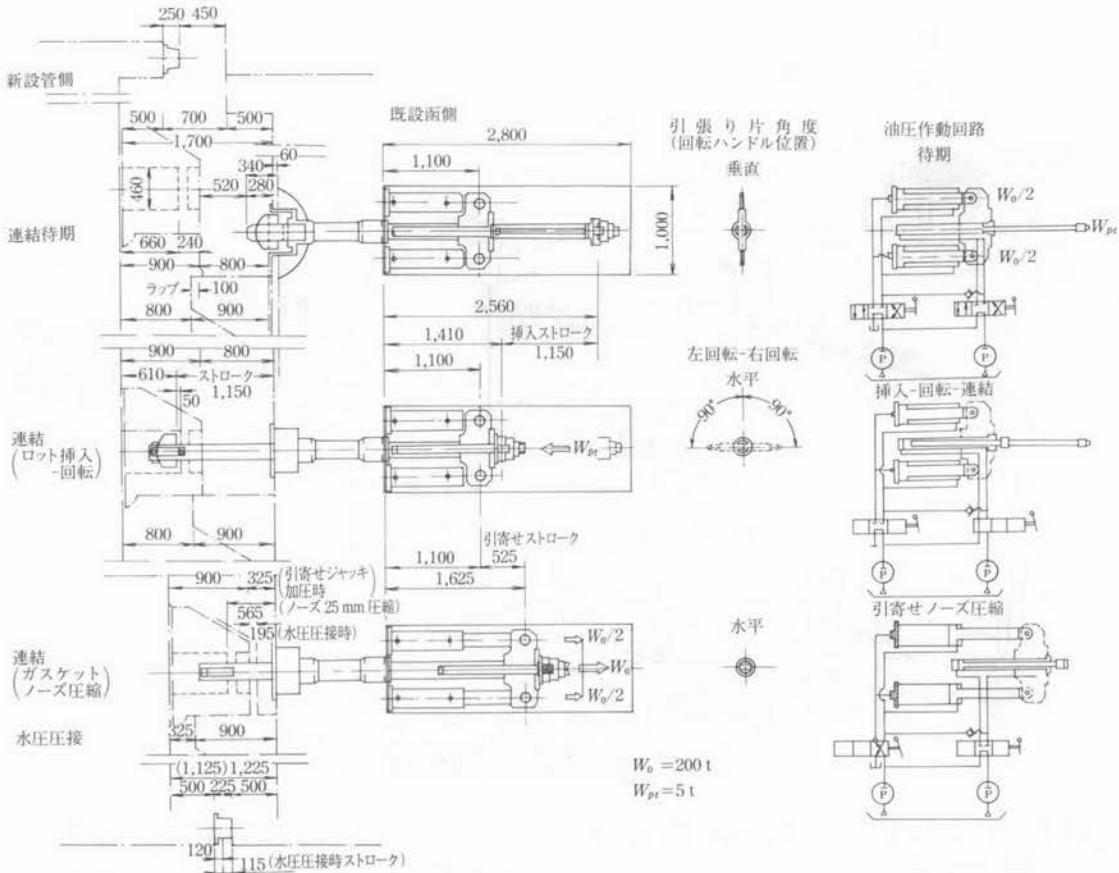 250 450
新設管側
500 700 500
1,700
60
340
520 280
460
連結待期
660 240
900 800
ラップ 100
800 900
900 800
610 ストローク
1,150
50
連結
(ロット挿入
-回転)
800 900
900 325 (引寄せジャッキ
加圧時
(ノーズ25mm圧縮)
565
195(水圧圧接時)
連結
(ガスケット
ノーズ圧縮)
325 900
水圧圧接
(1,125)1,225
500 225 500
120
115(水圧圧接時ストローク)
既設函側
2,800
1,100
1,000
2,560
1,410 挿入ストローク
1,150
1,100
Wpt
引寄せストローク
1,100 525
1,625
W₀/2
W₀
W₀/2
W₀=200t
Wpt=5t
引張り片角度
(回転ハンドル位置)
垂直
左回転-右回転
水平
90° 90°
水平
油圧作動回路
待期
W₀/2
Wpt
W₀/2
P P
挿入-回転-連結
P P
引寄せノーズ圧縮
P P